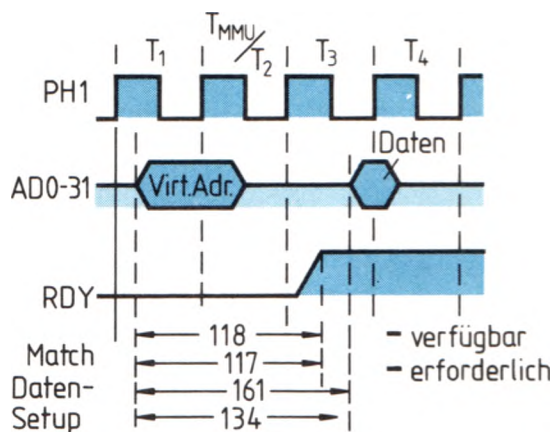 T₁ T_MMU/T₂ T₃ T₄
PH1
Daten
AD0-31 Virt.Adr.
RDY
118
Match 117 – verfügbar
Daten- 161 – erforderlich
Setup 134